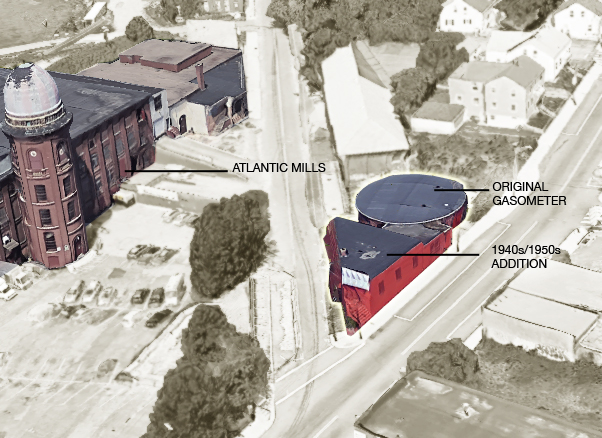 ATLANTIC MILLS
ORIGINAL
GASOMETER
1940s/1950s
ADDITION